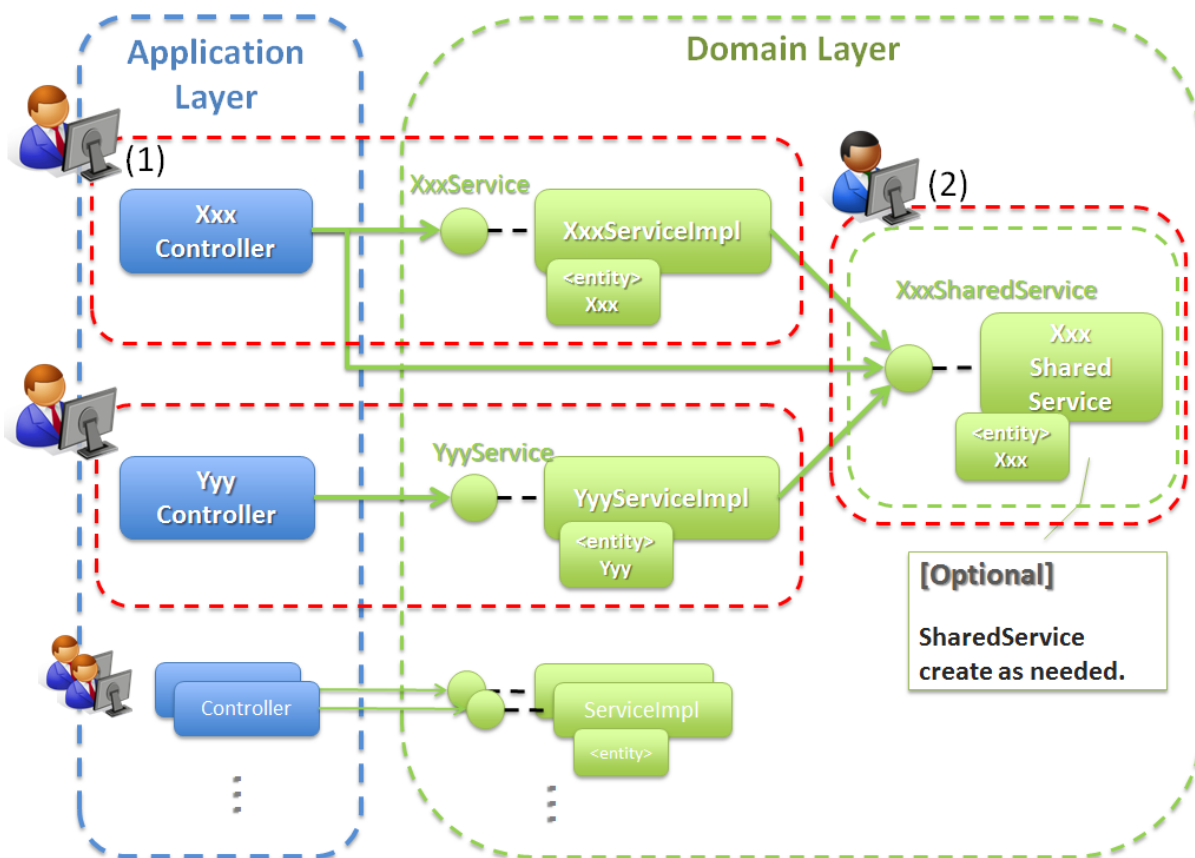 Application
Layer
Domain Layer
(1)
Xxx
Controller
XxxService
XxxServiceImpl
<entity>
Xxx
(2)
XxxSharedService
Xxx
Shared
Service
<entity>
Xxx
Yyy
Controller
YyyService
YyyServiceImpl
<entity>
Yyy
[Optional]
SharedService
create as needed.
Controller
ServiceImpl
<entity>